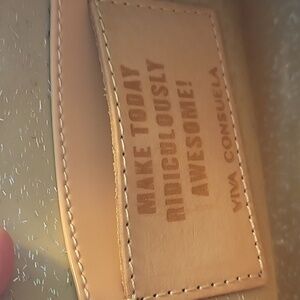 MAKE TODAY
RIDICULOUSLY
AWESOME!
VIVA CONSUELA